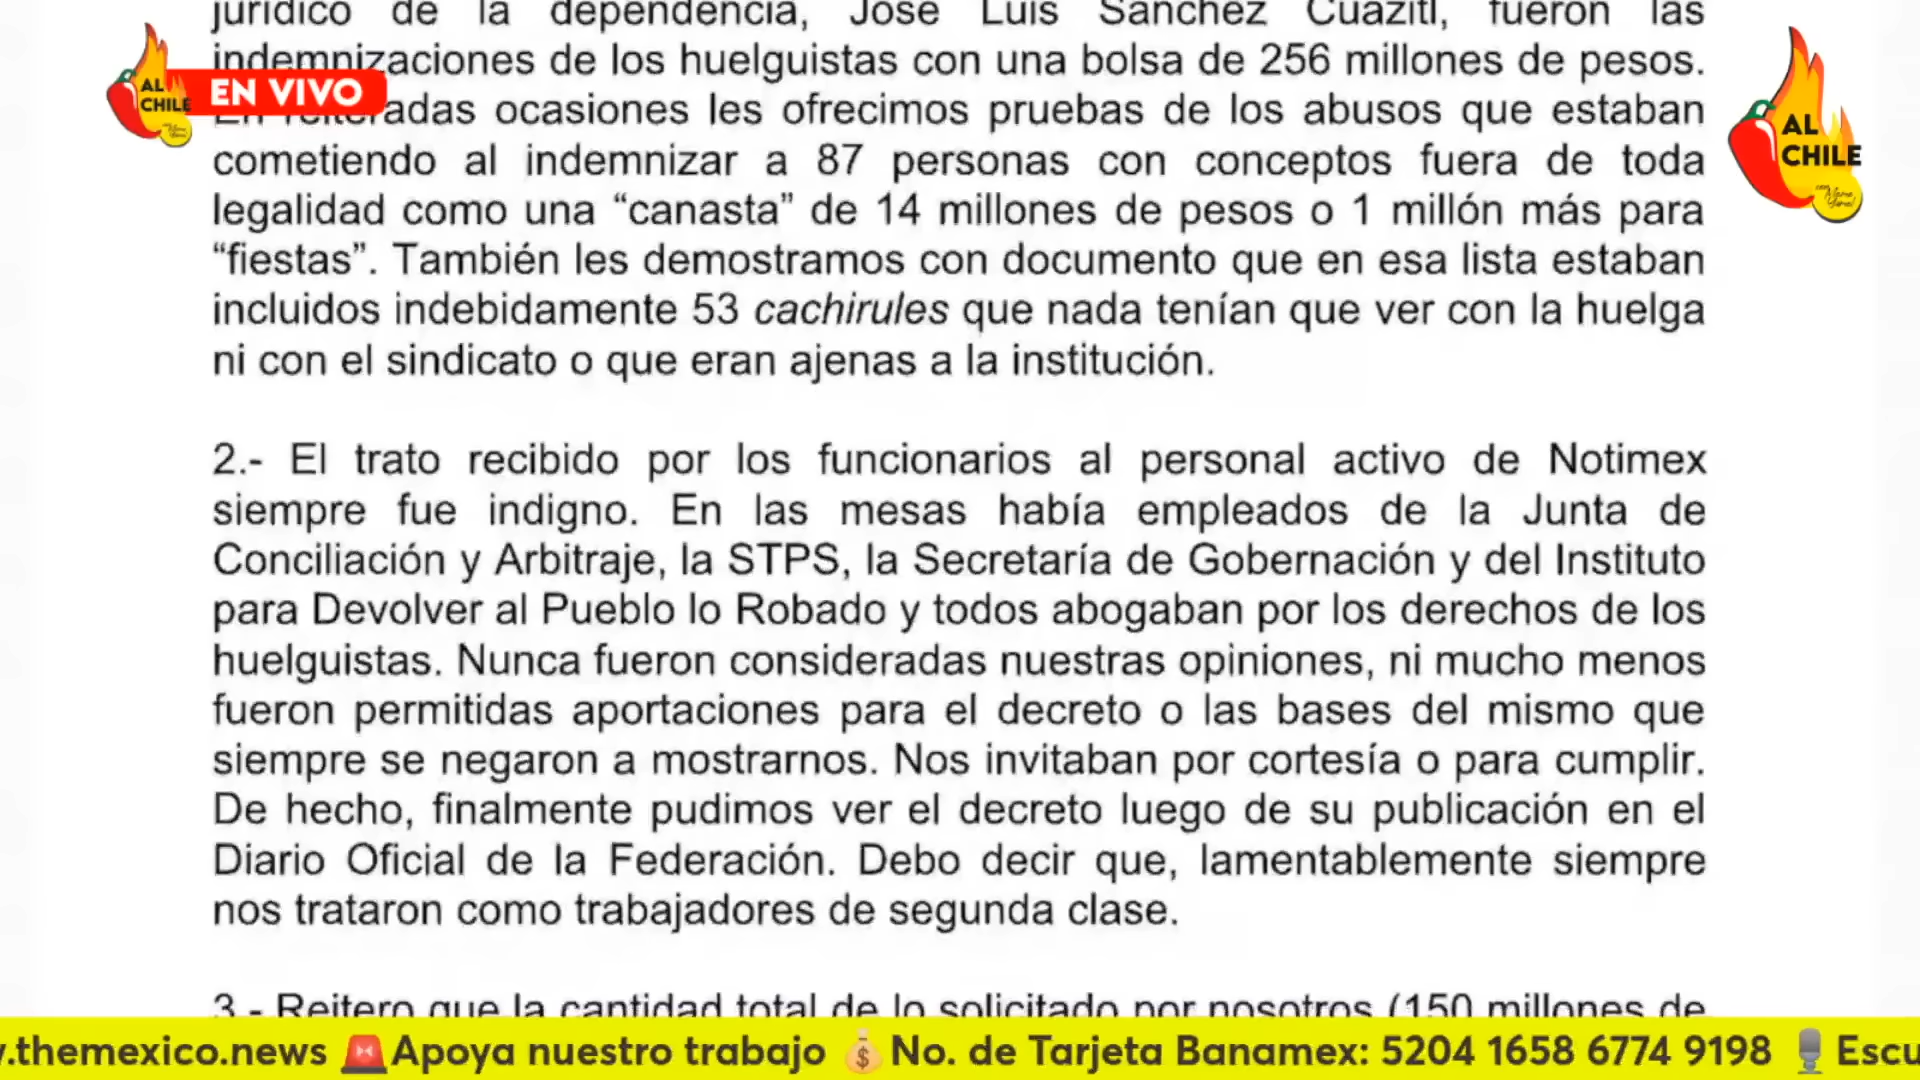 jurídico de la dependencia, José Luis Sánchez Cuazitl, fueron las
indemnizaciones de los huelguistas con una bolsa de 256 millones de pesos.
En reiteradas ocasiones les ofrecimos pruebas de los abusos que estaban
cometiendo al indemnizar a 87 personas con conceptos fuera de toda
legalidad como una “canasta” de 14 millones de pesos o 1 millón más para
“fiestas”. También les demostramos con documento que en esa lista estaban
incluidos indebidamente 53 cachirules que nada tenían que ver con la huelga
ni con el sindicato o que eran ajenas a la institución.
2.- El trato recibido por los funcionarios al personal activo de Notimex
siempre fue indigno. En las mesas había empleados de la Junta de
Conciliación y Arbitraje, la STPS, la Secretaría de Gobernación y del Instituto
para Devolver al Pueblo lo Robado y todos abogaban por los derechos de los
huelguistas. Nunca fueron consideradas nuestras opiniones, ni mucho menos
fueron permitidas aportaciones para el decreto o las bases del mismo que
siempre se negaron a mostrarnos. Nos invitaban por cortesía o para cumplir.
De hecho, finalmente pudimos ver el decreto luego de su publicación en el
Diario Oficial de la Federación. Debo decir que, lamentablemente siempre
nos trataron como trabajadores de segunda clase.
3.- Reitero que la cantidad total de lo solicitado por nosotros (150 millones de
AL
CHILE
EN VIVO
AL
CHILE
.themexico.news 🚨Apoya nuestro trabajo 💰No. de Tarjeta Banamex: 5204 1658 6774 9198 🎙️Escu